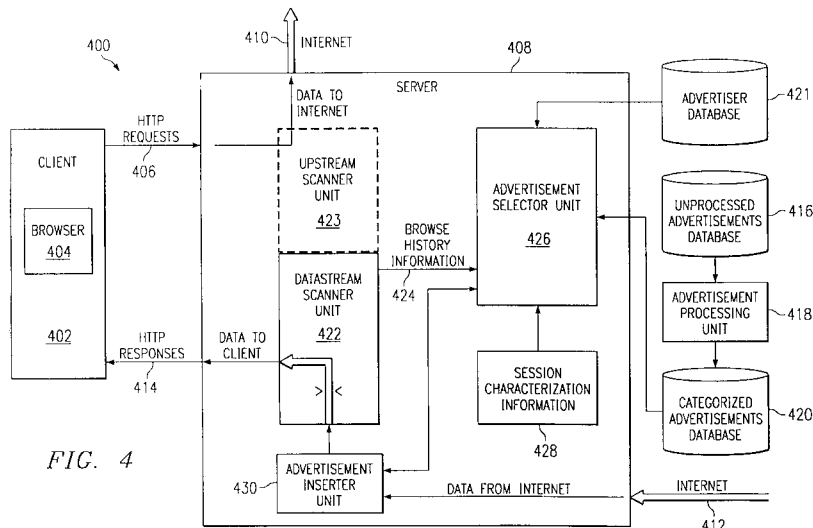 410
INTERNET
400
408
SERVER
DATA TO
INTERNET
ADVERTISER
DATABASE
421
HTTP
REQUESTS
406
CLIENT
BROWSER
404
402
UPSTREAM
SCANNER
UNIT
423
ADVERTISEMENT
SELECTOR UNIT
426
UNPROCESSED
ADVERTISEMENTS
DATABASE
416
BROWSE
HISTORY
INFORMATION
424
DATASTREAM
SCANNER
UNIT
422
ADVERTISEMENT
PROCESSING
UNIT
418
HTTP
RESPONSES
414
DATA TO
CLIENT
> <
SESSION
CHARACTERIZATION
INFORMATION
428
CATEGORIZED
ADVERTISEMENTS
DATABASE
420
FIG. 4
430
ADVERTISEMENT
INSERTER
UNIT
DATA FROM INTERNET
INTERNET
412